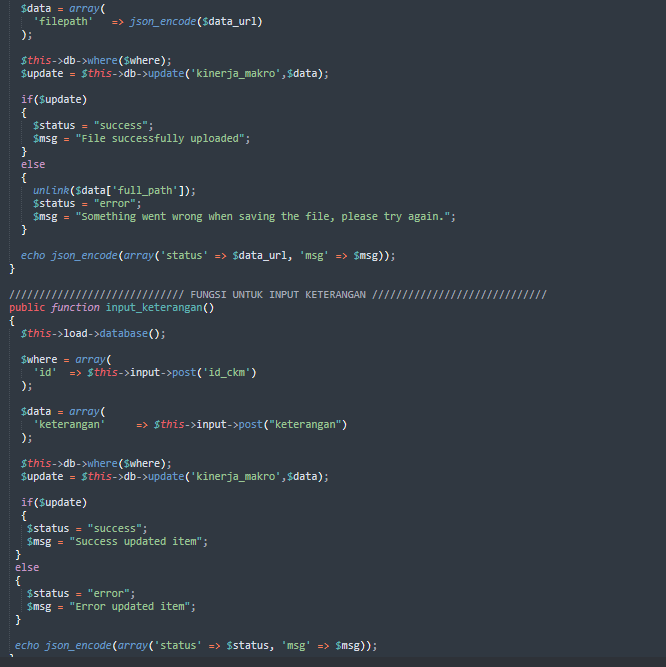 $data = array(
'filepath' => json_encode($data_url)
);
$this->db->where($where);
$update = $this->db->update('kinerja_makro',$data);
if($update)
{
$status = "success";
$msg = "File successfully uploaded";
}
else
{
unlink($data['full_path']);
$status = "error";
$msg = "Something went wrong when saving the file, please try again.";
}
echo json_encode(array('status' => $data_url, 'msg' => $msg));
}
///////////////////////////// FUNGSI UNTUK INPUT KETERANGAN /////////////////////////////
public function input_keterangan()
{
$this->load->database();
$where = array(
'id' => $this->input->post('id_ckm')
);
$data = array(
'keterangan' => $this->input->post("keterangan")
);
$this->db->where($where);
$update = $this->db->update('kinerja_makro',$data);
if($update)
{
$status = "success";
$msg = "Success updated item";
}
else
{
$status = "error";
$msg = "Error updated item";
}
echo json_encode(array('status' => $status, 'msg' => $msg));
}